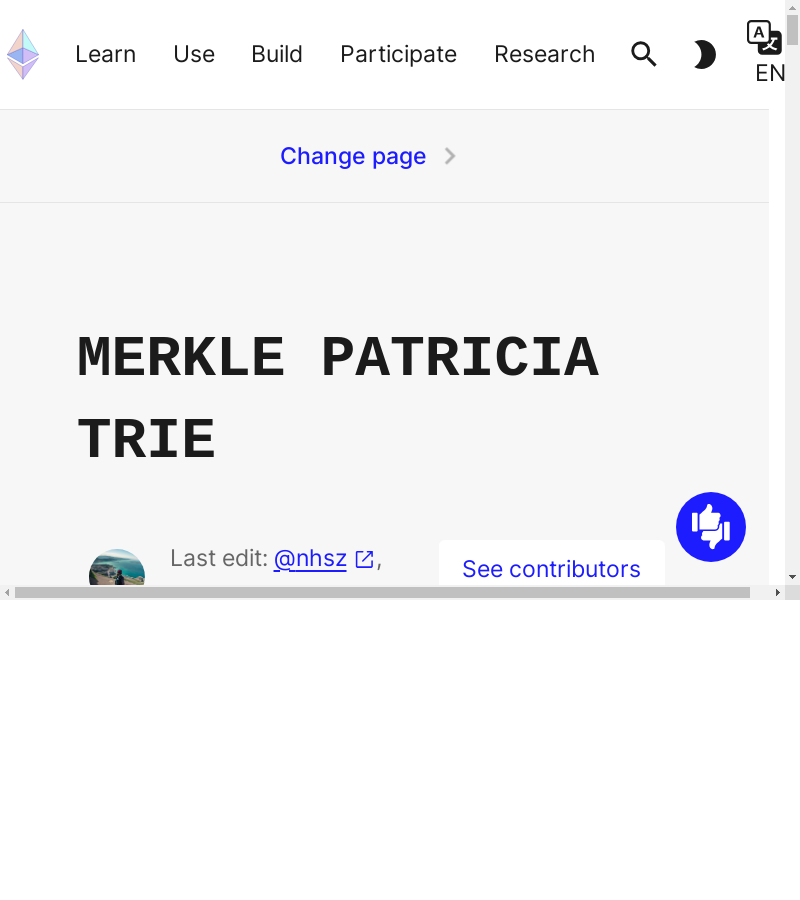 Learn Use Build Participate Research
EN
Change page
MERKLE PATRICIA
TRIE
Last edit: @nhsz ,
See contributors